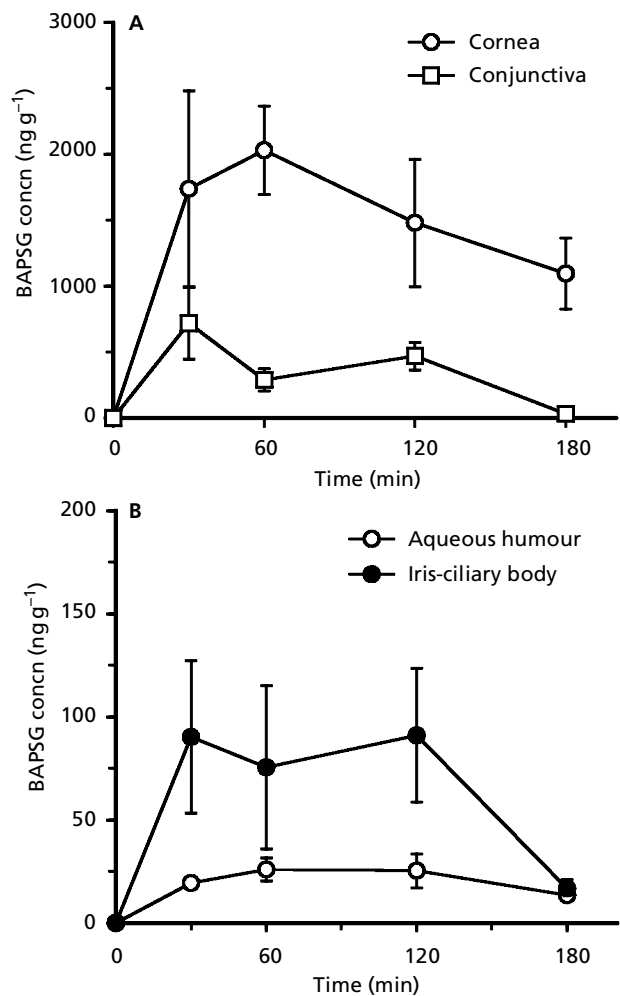 A
3000
Cornea
Conjunctiva
2000
BAPSG concn (ng g⁻¹)
1000
0
0 60 120 180
Time (min)
B
200
Aqueous humour
Iris-ciliary body
150
BAPSG concn (ng g⁻¹)
100
50
0
0 60 120 180
Time (min)